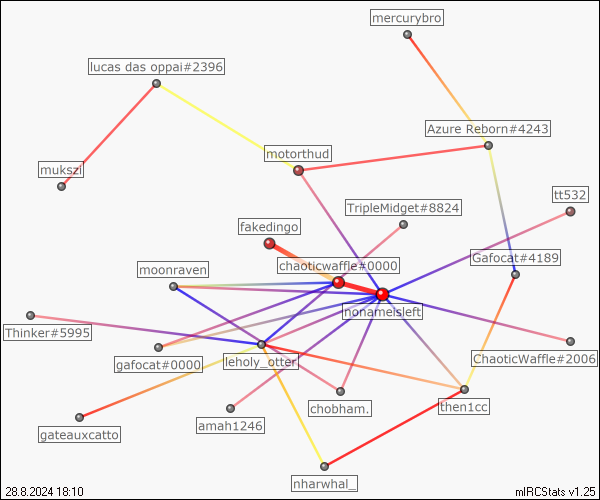 mercurybro
lucas das oppai#2396
Azure Reborn#4243
motorthud
mukszi
tt532
TripleMidget#8824
fakedingo
Gafocat#4189
chaoticwaffle#0000
moonraven
nonameisleft
Thinker#5995
ChaoticWaffle#2006
gafocat#0000
leholy_otter
chobham.
then1cc
amah1246
gateauxcatto
nharwhal_
28.8.2024 18:10
mIRCStats v1.25